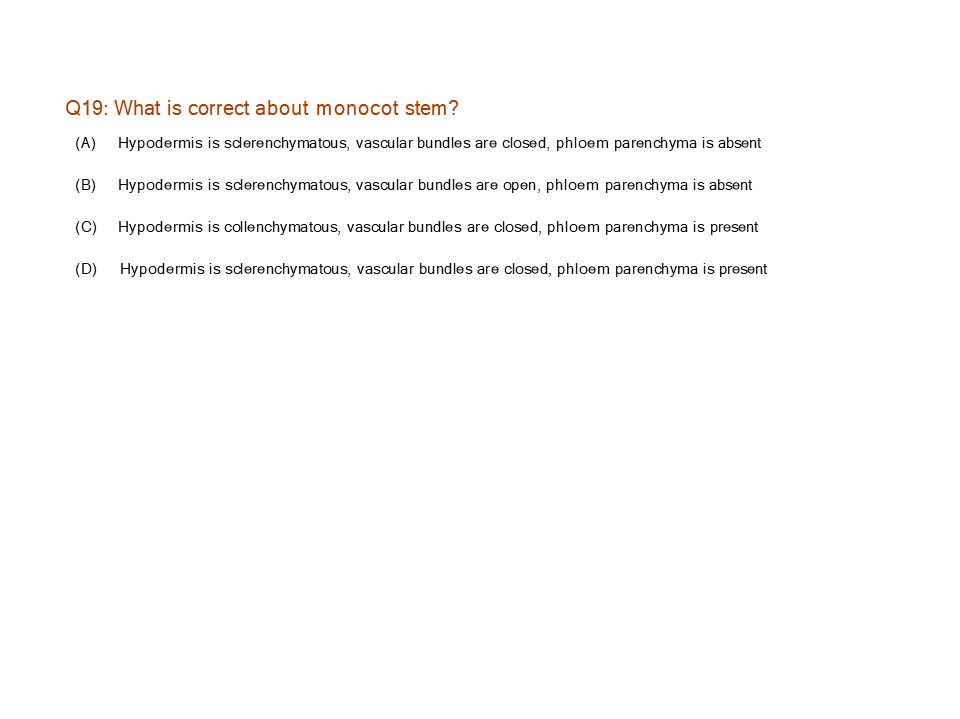 Q19: What is correct about monocot stem?
(A) Hypodermis is sclerenchymatous, vascular bundles are closed, phloem parenchyma is absent
(B) Hypodermis is sclerenchymatous, vascular bundles are open, phloem parenchyma is absent
(C) Hypodermis is collenchymatous, vascular bundles are closed, phloem parenchyma is present
(D) Hypodermis is sclerenchymatous, vascular bundles are closed, phloem parenchyma is present